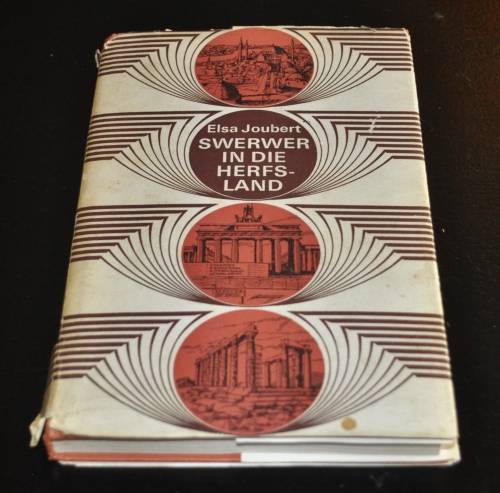 Elsa Joubert
SWERWER
IN DIE
HERFS-
LAND